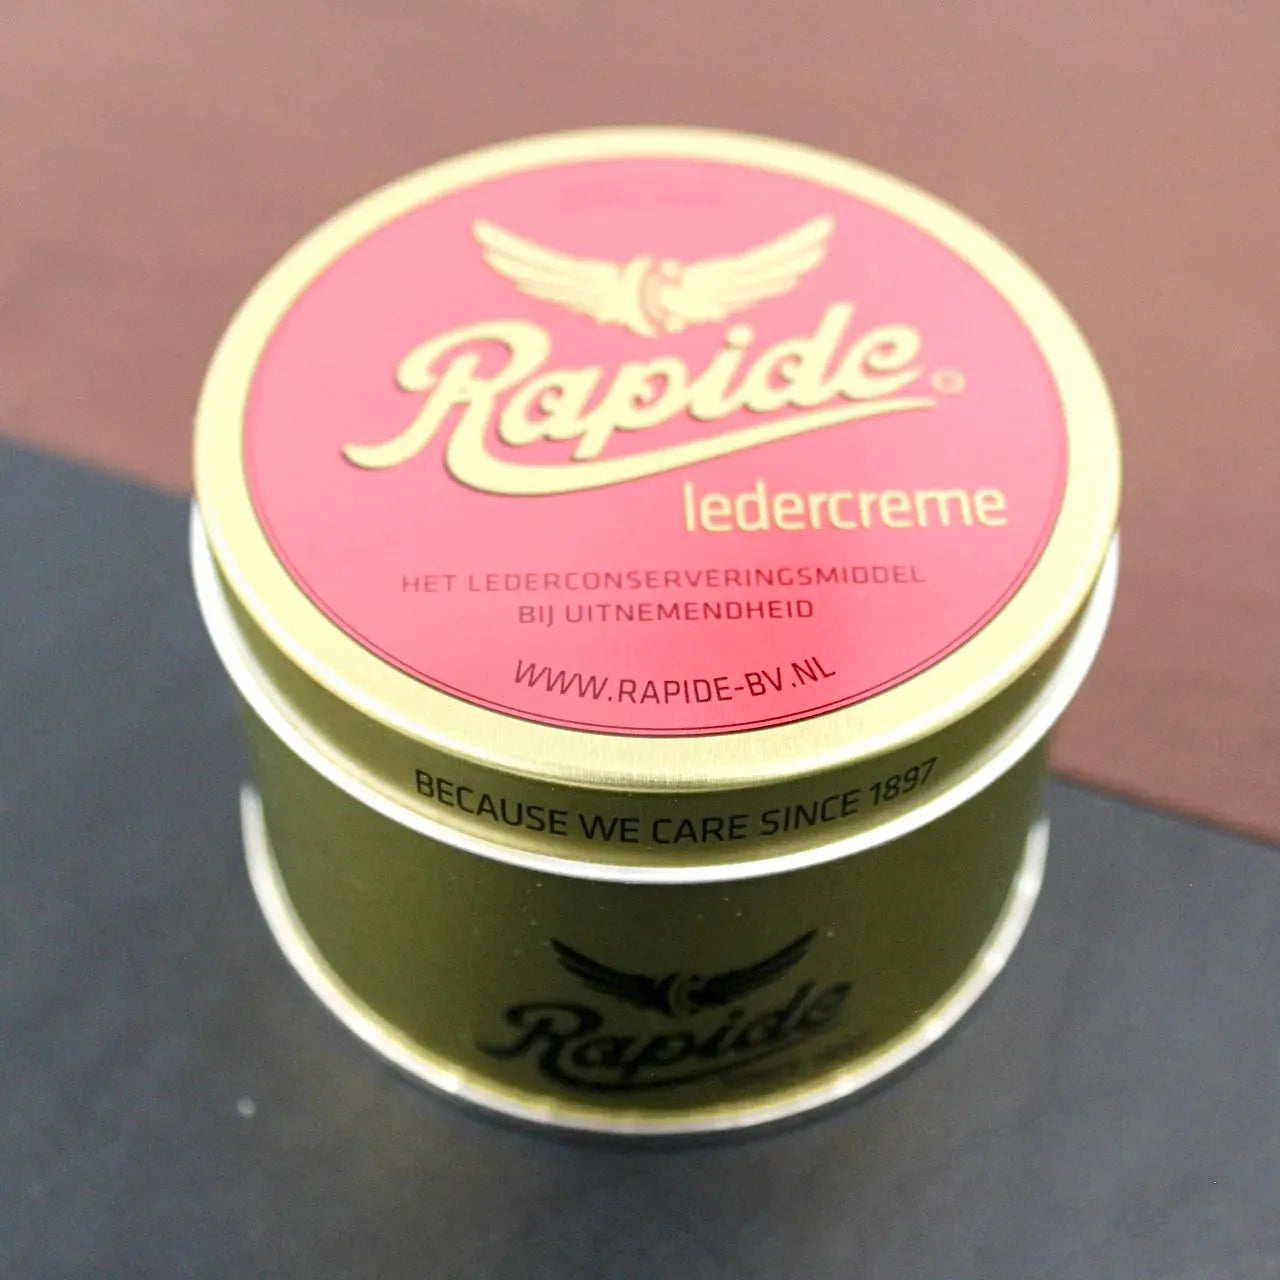 Rapide
ledercreme
HET LEDERCONSERVERINGSMIDDEL
BIJ UITNEMENDHEID
WWW.RAPIDE-BV.NL
BECAUSE WE CARE SINCE 1897
Rapide